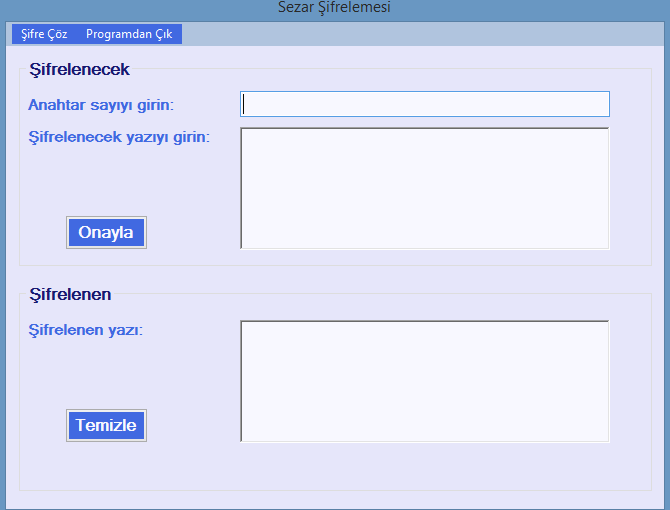 Sezar Şifrelemesi
Şifre Çöz Programdan Çık
Şifrelenecek
Anahtar sayıyı girin:
Şifrelenecek yazıyı girin:
Onayla
Şifrelenen
Şifrelenen yazı:
Temizle